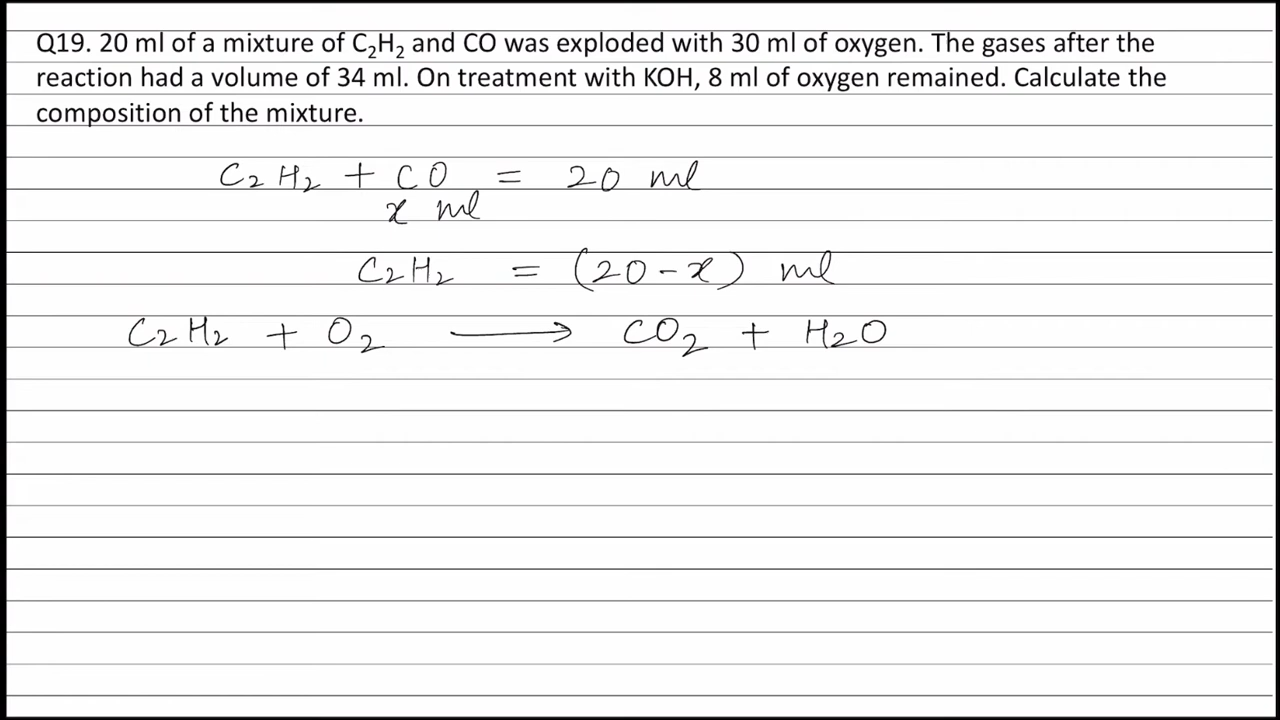 Q19. 20 ml of a mixture of C₂H₂ and CO was exploded with 30 ml of oxygen. The gases after the
reaction had a volume of 34 ml. On treatment with KOH, 8 ml of oxygen remained. Calculate the
composition of the mixture.
C₂H₂ + CO = 20 ml
x ml
C₂H₂ = (20-x) ml
C₂H₂ + O₂ ⟶ CO₂ + H₂O